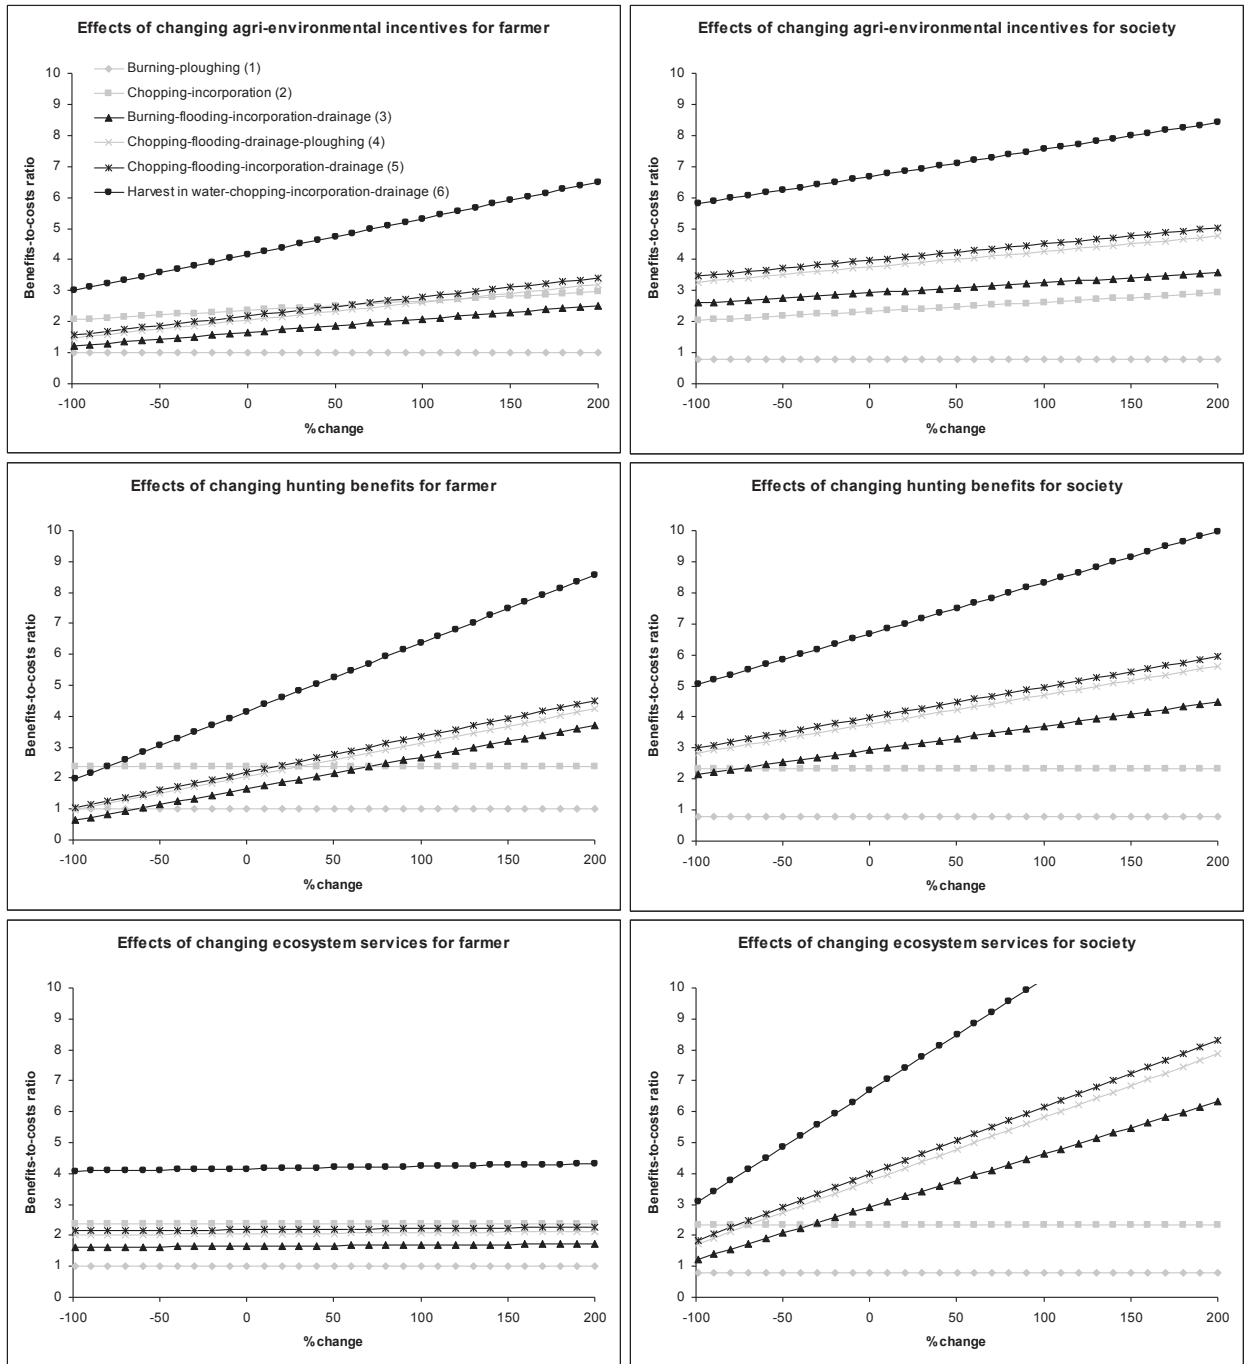 Effects of changing agri-environmental incentives for farmer
Benefits-to-costs ratio
10
9
8
7
6
5
4
3
2
1
0
Burning-ploughing (1)
Chopping-incorporation (2)
Burning-flooding-incorporation-drainage (3)
Chopping-flooding-drainage-ploughing (4)
Chopping-flooding-incorporation-drainage (5)
Harvest in water-chopping-incorporation-drainage (6)
-100 -50 0 50 100 150 200
% change
Effects of changing agri-environmental incentives for society
Benefits-to-costs ratio
10
9
8
7
6
5
4
3
2
1
0
-100 -50 0 50 100 150 200
% change
Effects of changing hunting benefits for farmer
Benefits-to-costs ratio
10
9
8
7
6
5
4
3
2
1
0
-100 -50 0 50 100 150 200
% change
Effects of changing hunting benefits for society
Benefits-to-costs ratio
10
9
8
7
6
5
4
3
2
1
0
-100 -50 0 50 100 150 200
% change
Effects of changing ecosystem services for farmer
Benefits-to-costs ratio
10
9
8
7
6
5
4
3
2
1
0
-100 -50 0 50 100 150 200
% change
Effects of changing ecosystem services for society
Benefits-to-costs ratio
10
9
8
7
6
5
4
3
2
1
0
-100 -50 0 50 100 150 200
% change